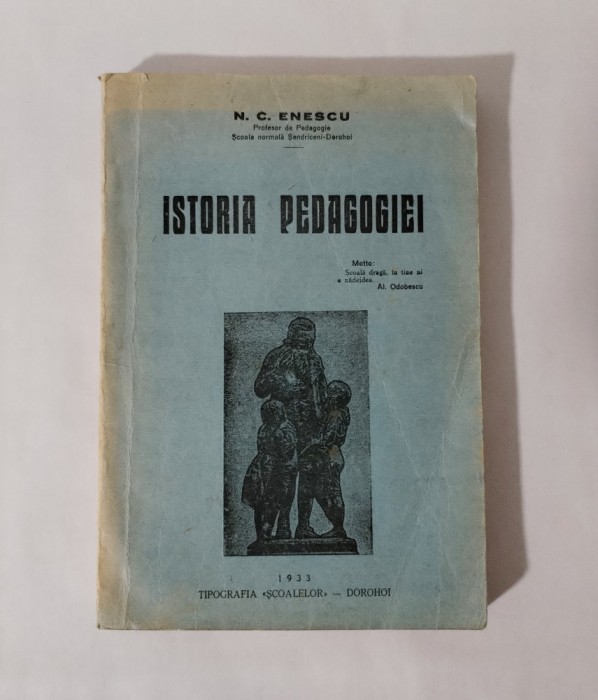 N. C. ENESCU
Profesor de Pedagogie
Școala normală Șendriceni-Dorohoi
ISTORIA PEDAGOGIEI
Motto:
Școală dragă, la tine ai
e nădejdea.
Al. Odobescu
1933
TIPOGRAFIA «ȘCOALELOR» — DOROHOI